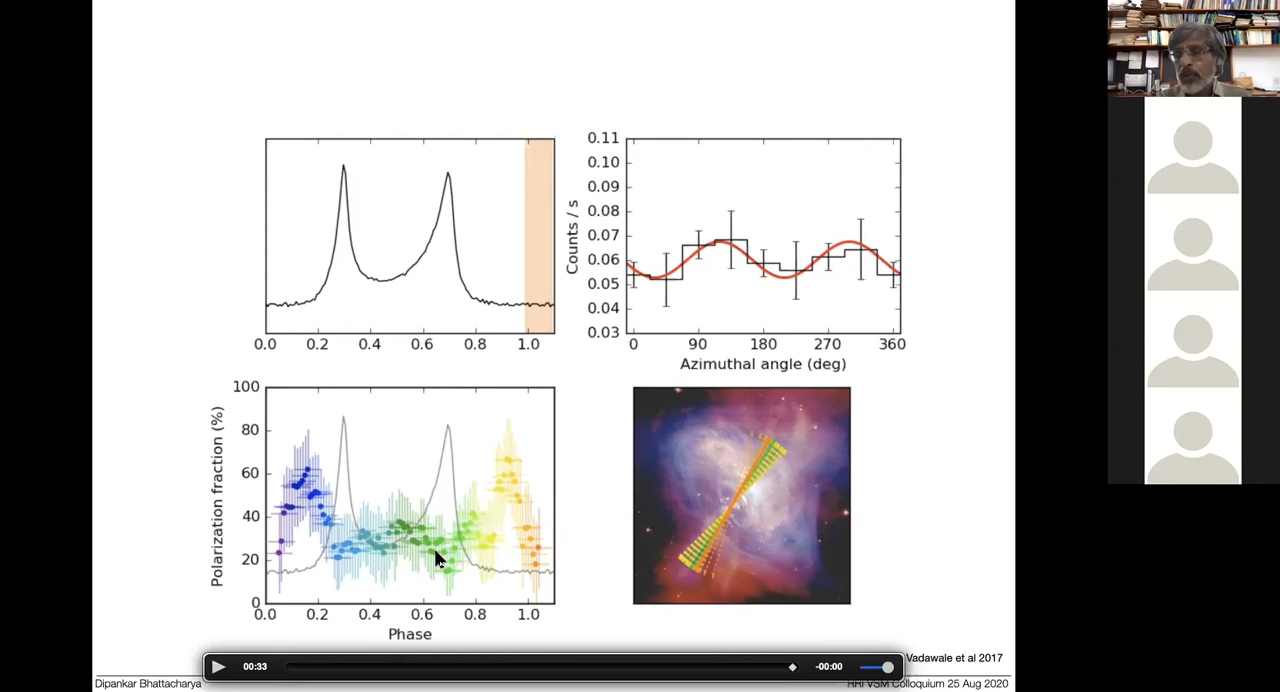 0.0 0.2 0.4 0.6 0.8 1.0
Counts / s
0.11
0.10
0.09
0.08
0.07
0.06
0.05
0.04
0.03
0 90 180 270 360
Azimuthal angle (deg)
Polarization fraction (%)
100
80
60
40
20
0
0.0 0.2 0.4 0.6 0.8 1.0
Phase
00:33 -00:00
Vadawale et al 2017
Dipankar Bhattacharya RRI VSM Colloquium 25 Aug 2020